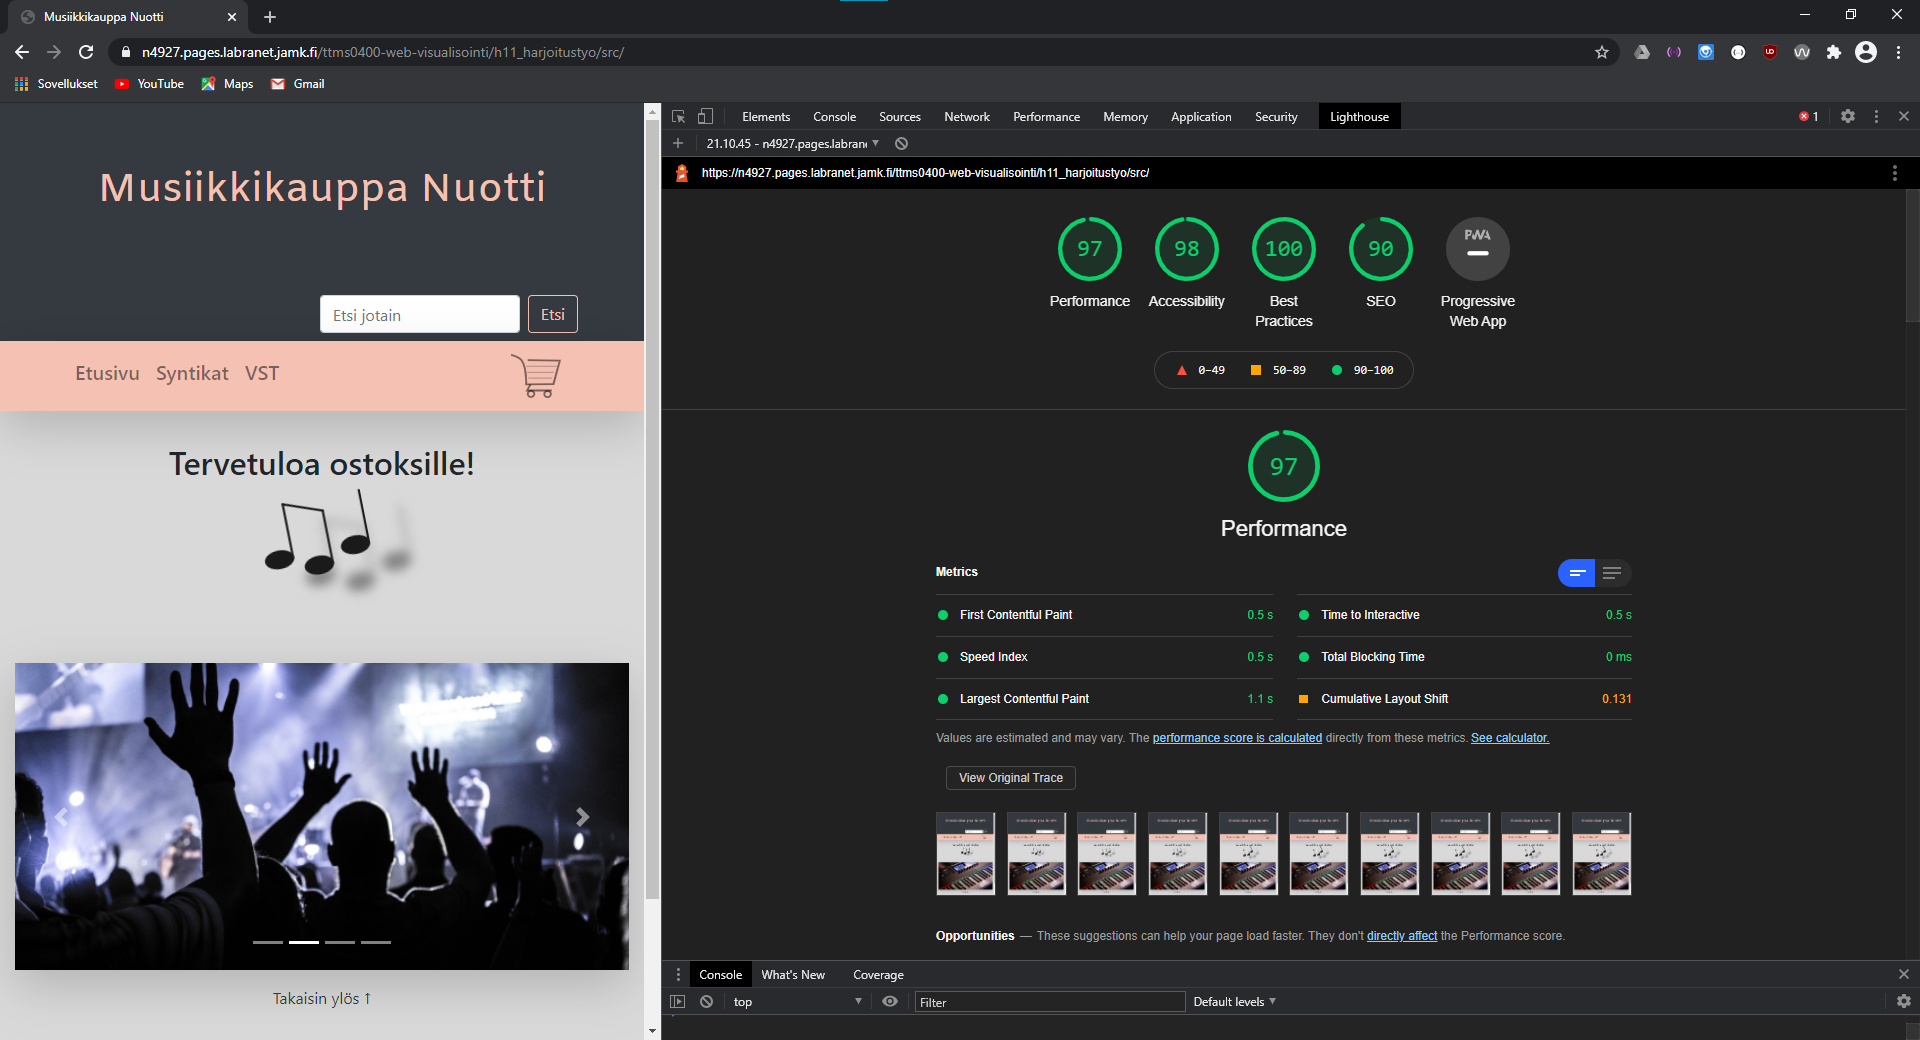 Musiikkikauppa Nuotti
n4927.pages.labranet.jamk.fi/ttms0400-web-visualisointi/h11_harjoitustyo/src/
Sovellukset YouTube Maps Gmail
Musiikkikauppa Nuotti
Etsi jotain Etsi
Etusivu Syntikat VST
Tervetuloa ostoksille!
Takaisin ylös ↑
Elements Console Sources Network Performance Memory Application Security Lighthouse 1
21.10.45 - n4927.pages.labran
https://n4927.pages.labranet.jamk.fi/ttms0400-web-visualisointi/h11_harjoitustyo/src/
97 98 100 90 PWA
Performance Accessibility Best Practices SEO Progressive Web App
0–49 50–89 90–100
97
Performance
Metrics
First Contentful Paint 0.5 s Time to Interactive 0.5 s
Speed Index 0.5 s Total Blocking Time 0 ms
Largest Contentful Paint 1.1 s Cumulative Layout Shift 0.131
Values are estimated and may vary. The performance score is calculated directly from these metrics. See calculator.
View Original Trace
Opportunities — These suggestions can help your page load faster. They don't directly affect the Performance score.
Console What's New Coverage
top Filter Default levels